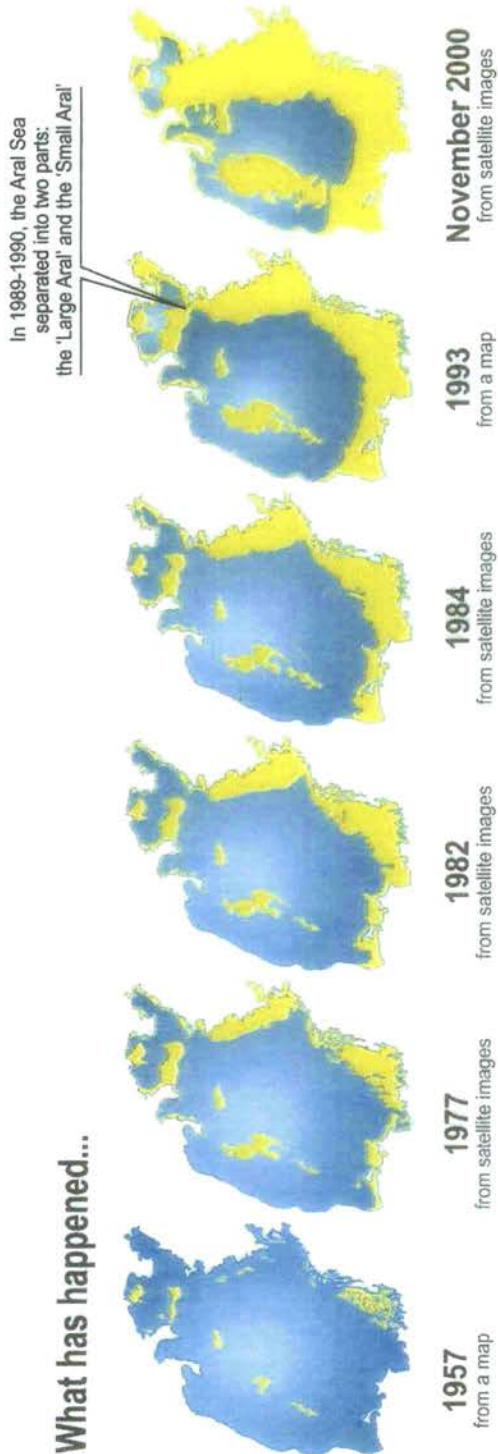 What has happened...
In 1989-1990, the Aral Sea
separated into two parts:
the 'Large Aral' and the 'Small Aral'
1957
from a map
1977
from satellite images
1982
from satellite images
1984
from satellite images
1993
from a map
November 2000
from satellite images